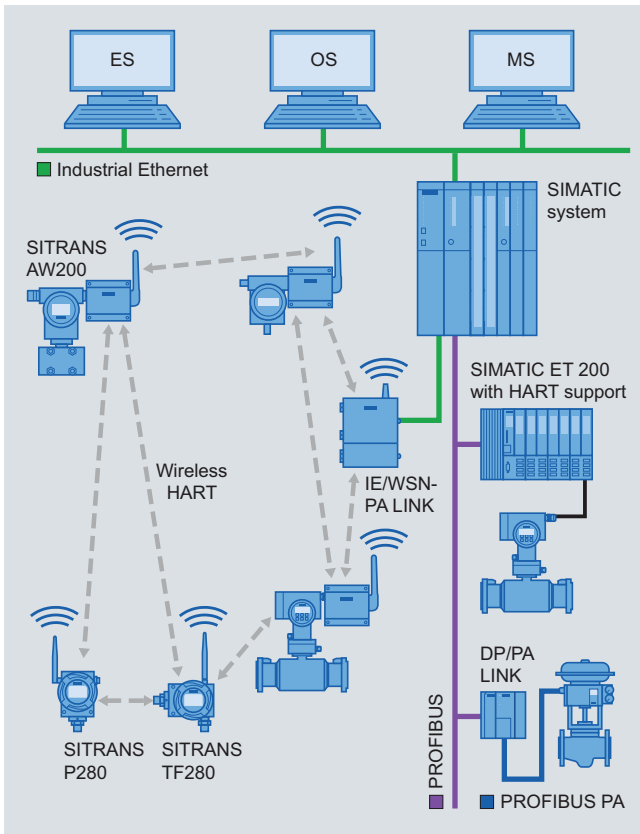 ES
OS
MS
Industrial Ethernet
SIMATIC
system
SITRANS
AW200
SIMATIC ET 200
with HART support
Wireless
HART
IE/WSN-
PA LINK
DP/PA
LINK
SITRANS
P280
SITRANS
TF280
PROFIBUS
PROFIBUS PA